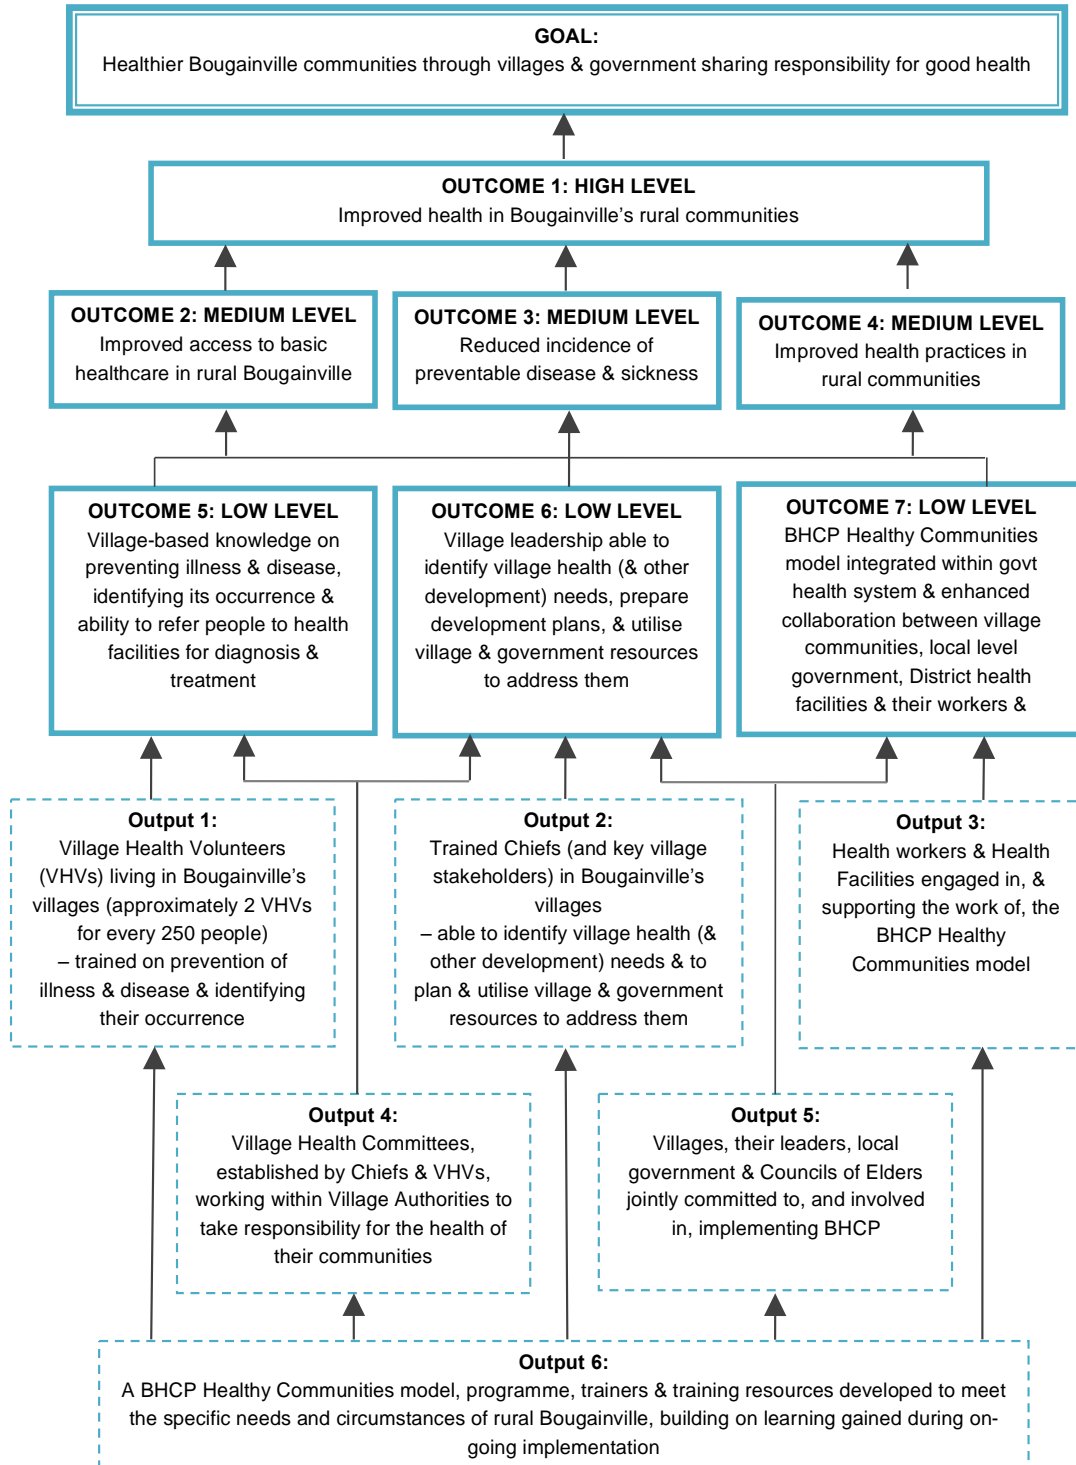 GOAL:
Healthier Bougainville communities through villages & government sharing responsibility for good health
OUTCOME 1: HIGH LEVEL
Improved health in Bougainville's rural communities
OUTCOME 2: MEDIUM LEVEL
Improved access to basic
healthcare in rural Bougainville
OUTCOME 3: MEDIUM LEVEL
Reduced incidence of
preventable disease & sickness
OUTCOME 4: MEDIUM LEVEL
Improved health practices in
rural communities
OUTCOME 5: LOW LEVEL
Village-based knowledge on
preventing illness & disease,
identifying its occurrence &
ability to refer people to health
facilities for diagnosis &
treatment
OUTCOME 6: LOW LEVEL
Village leadership able to
identify village health (& other
development) needs, prepare
development plans, & utilise
village & government resources
to address them
OUTCOME 7: LOW LEVEL
BHCP Healthy Communities
model integrated within govt
health system & enhanced
collaboration between village
communities, local level
government, District health
facilities & their workers &
Output 1:
Village Health Volunteers
(VHVs) living in Bougainville's
villages (approximately 2 VHVs
for every 250 people)
– trained on prevention of
illness & disease & identifying
their occurrence
Output 2:
Trained Chiefs (and key village
stakeholders) in Bougainville's
villages
– able to identify village health (&
other development) needs & to
plan & utilise village & government
resources to address them
Output 3:
Health workers & Health
Facilities engaged in, &
supporting the work of, the
BHCP Healthy
Communities model
Output 4:
Village Health Committees,
established by Chiefs & VHVs,
working within Village Authorities to
take responsibility for the health of
their communities
Output 5:
Villages, their leaders, local
government & Councils of Elders
jointly committed to, and involved
in, implementing BHCP
Output 6:
A BHCP Healthy Communities model, programme, trainers & training resources developed to meet
the specific needs and circumstances of rural Bougainville, building on learning gained during on-
going implementation